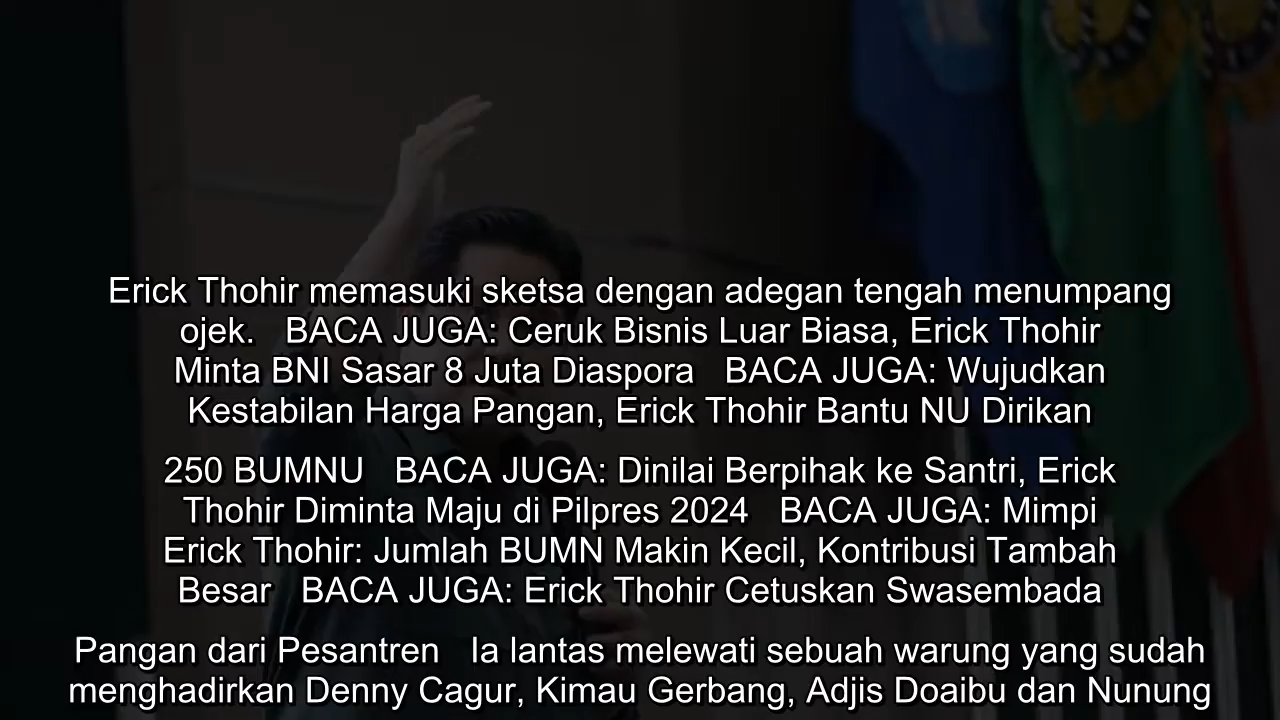 Erick Thohir memasuki sketsa dengan adegan tengah menumpang
ojek. BACA JUGA: Ceruk Bisnis Luar Biasa, Erick Thohir
Minta BNI Sasar 8 Juta Diaspora BACA JUGA: Wujudkan
Kestabilan Harga Pangan, Erick Thohir Bantu NU Dirikan
250 BUMNU BACA JUGA: Dinilai Berpihak ke Santri, Erick
Thohir Diminta Maju di Pilpres 2024 BACA JUGA: Mimpi
Erick Thohir: Jumlah BUMN Makin Kecil, Kontribusi Tambah
Besar BACA JUGA: Erick Thohir Cetuskan Swasembada
Pangan dari Pesantren Ia lantas melewati sebuah warung yang sudah
menghadirkan Denny Cagur, Kimau Gerbang, Adjis Doaibu dan Nunung